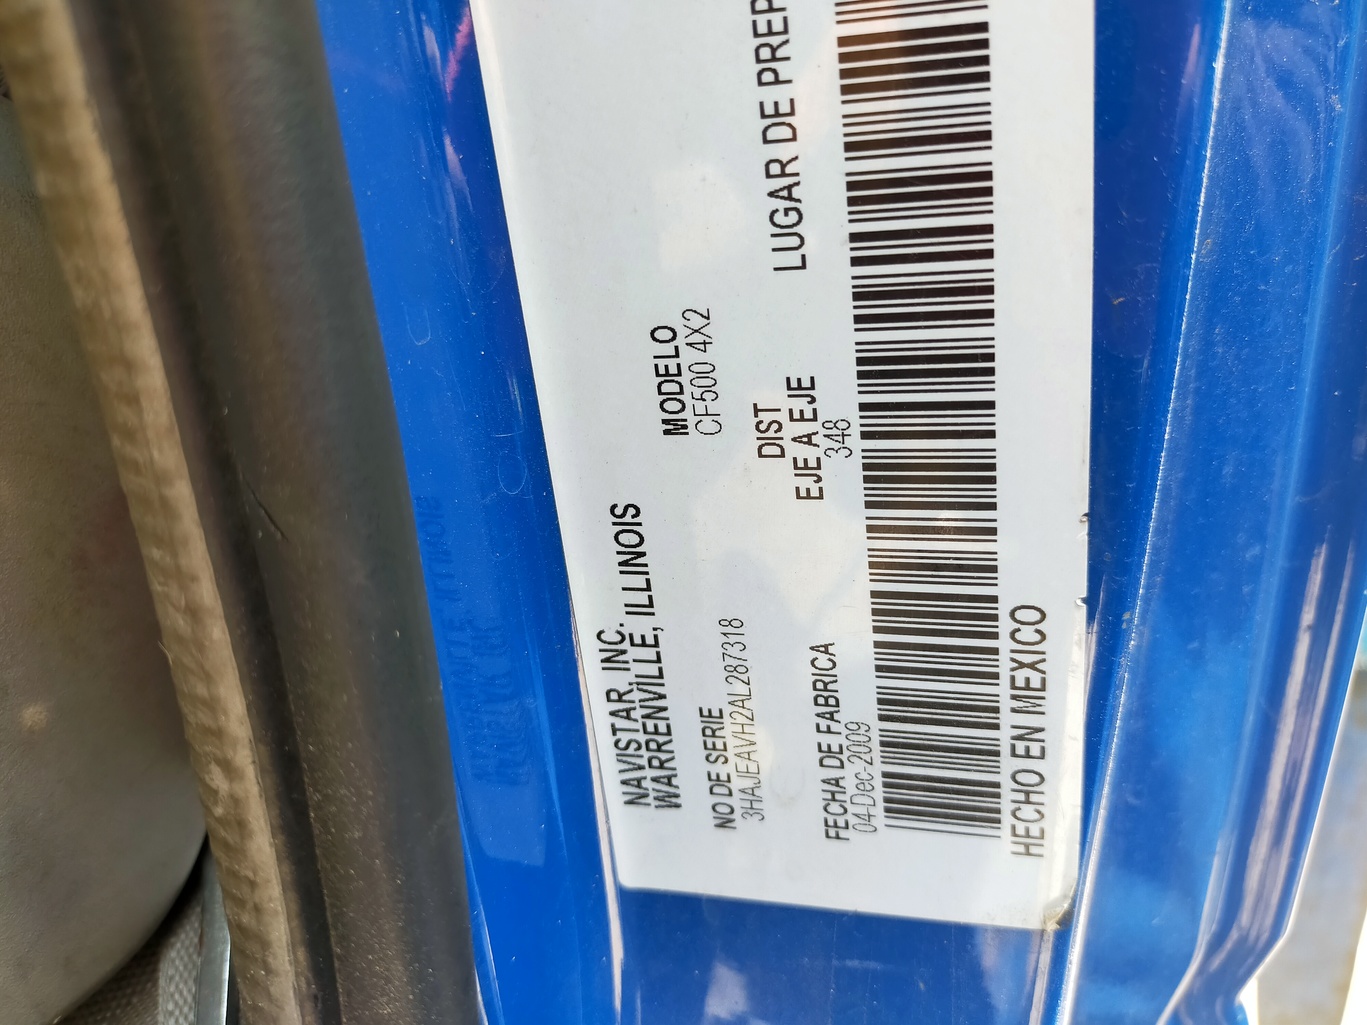 NAVISTAR, INC.
WARRENVILLE, ILLINOIS
NO DE SERIE
3HAJEAVH2AL287318
MODELO
CF500 4X2
FECHA DE FABRICA
04-Dec-2009
DIST
EJE A EJE
348
LUGAR DE PREP
HECHO EN MEXICO